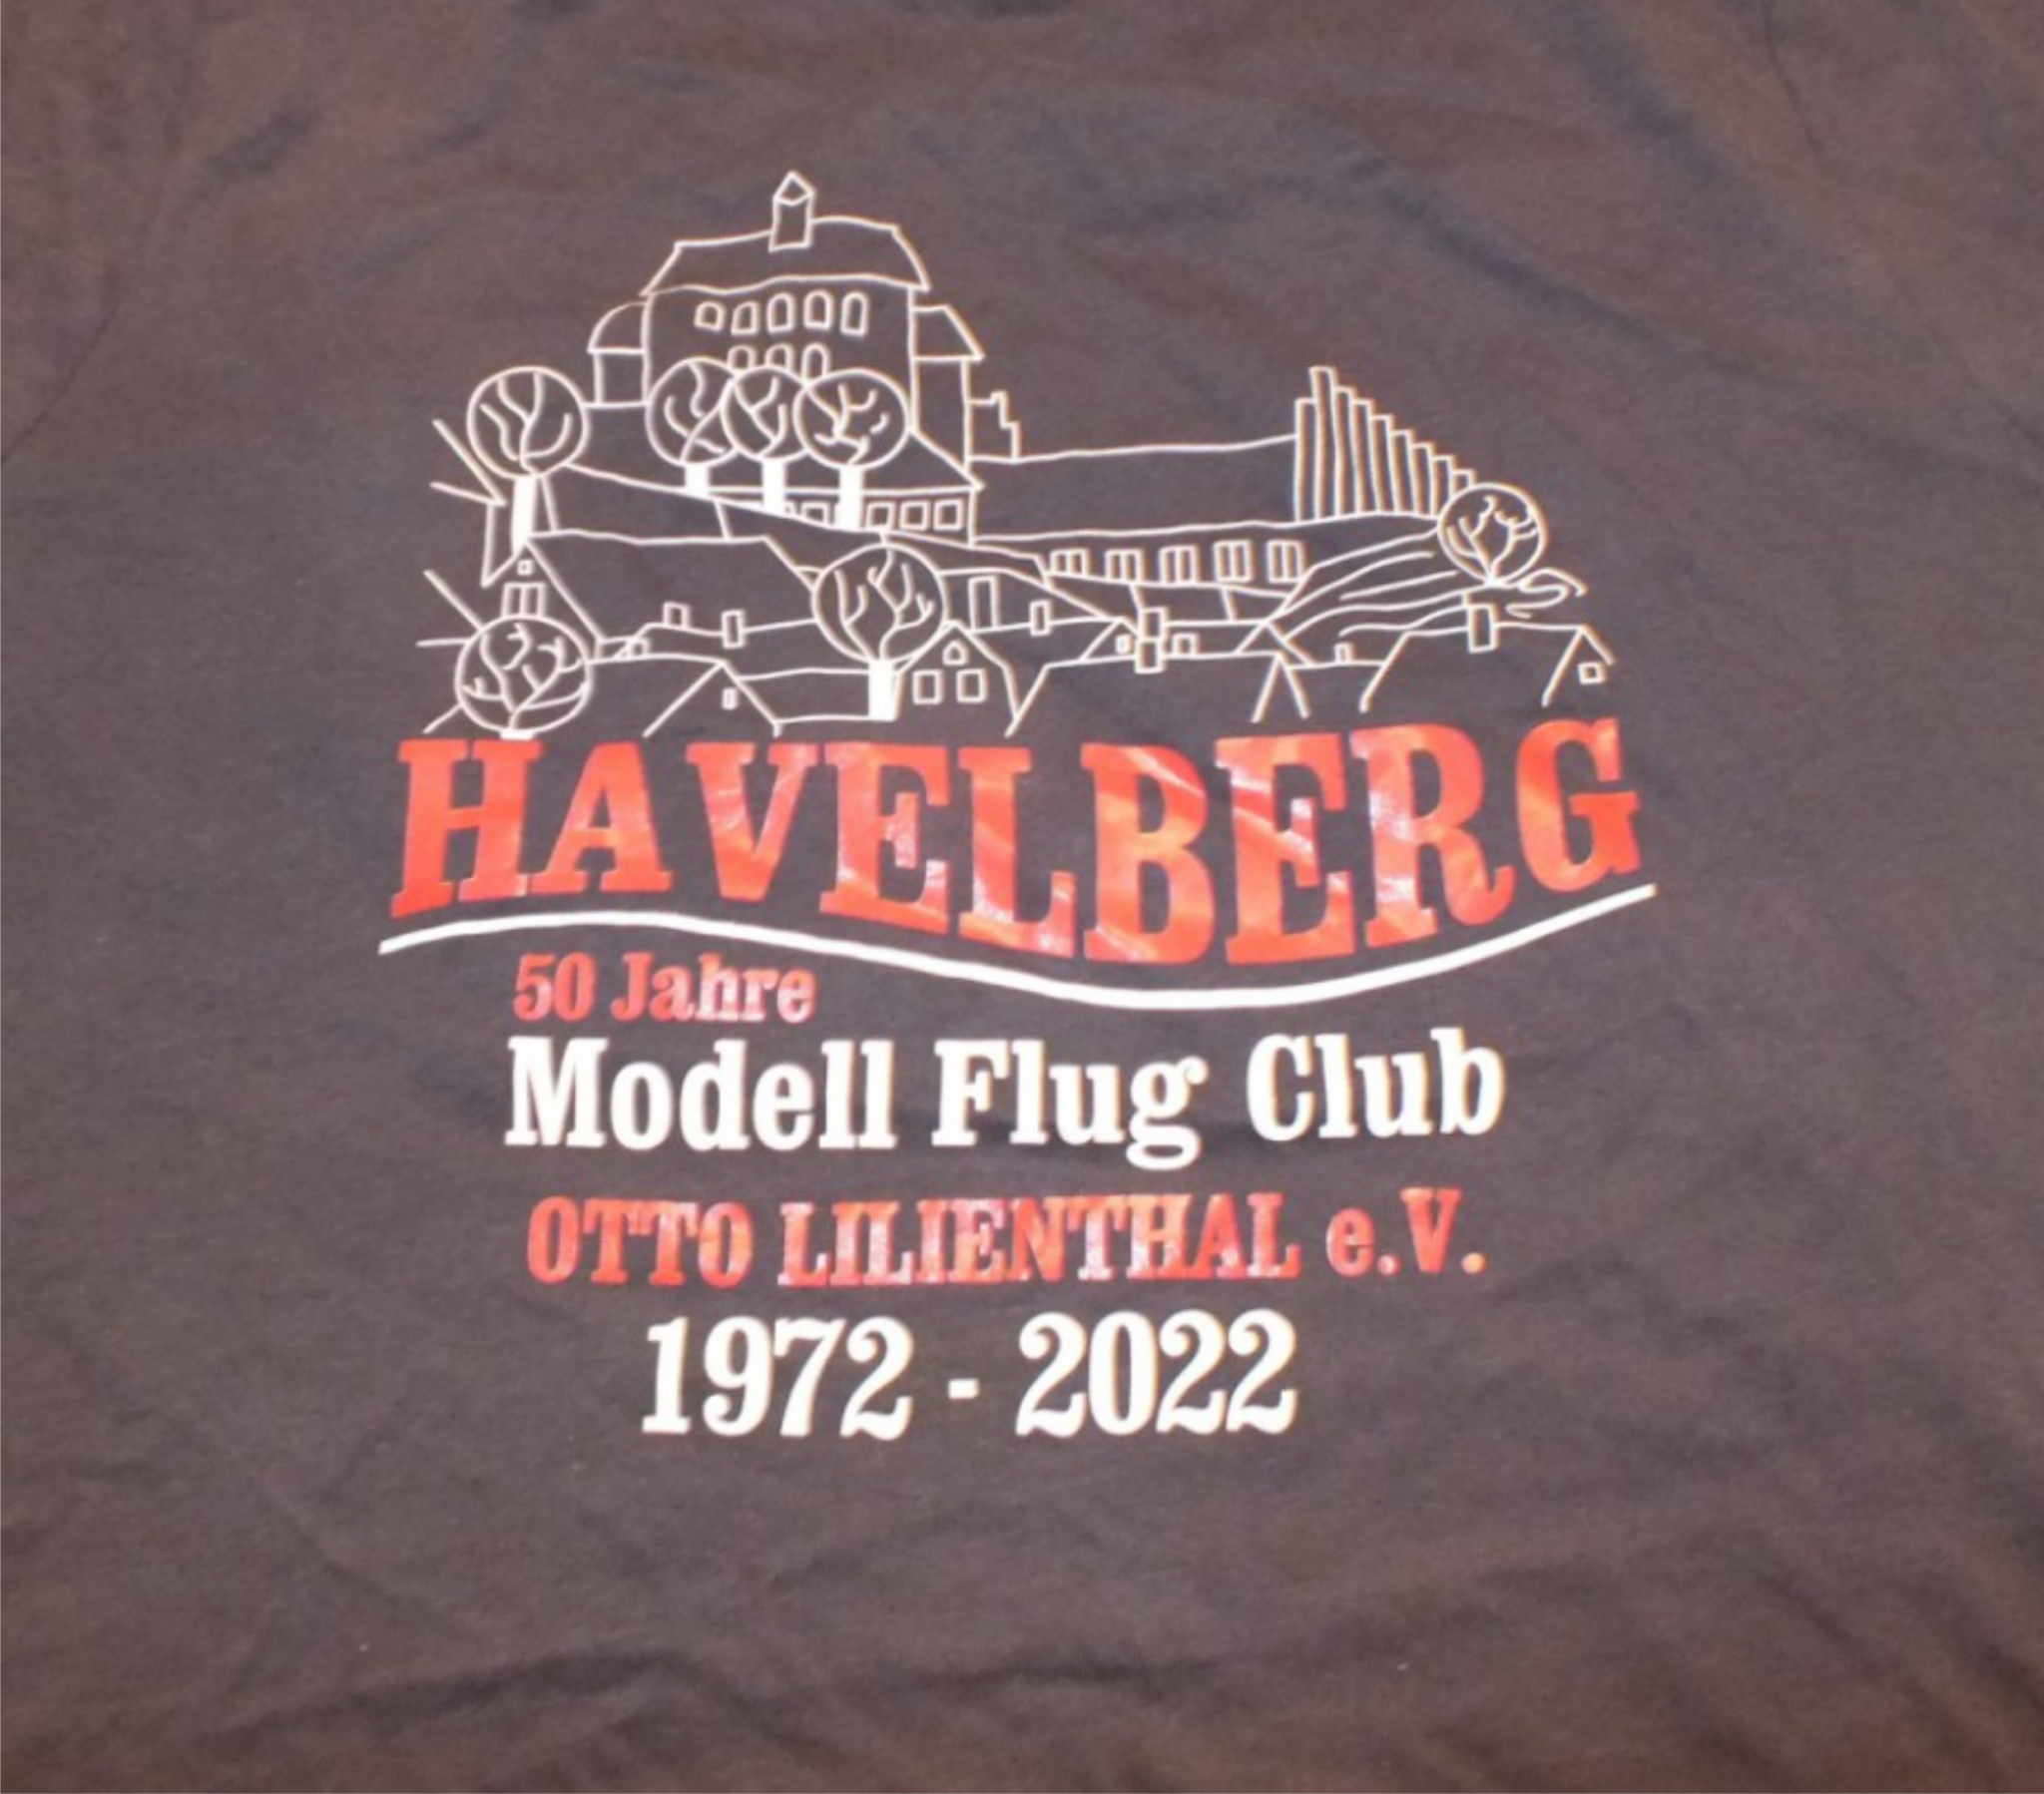 HAVELBERG
50 Jahre
Modell Flug Club
OTTO LILIENTHAL e.V.
1972 - 2022